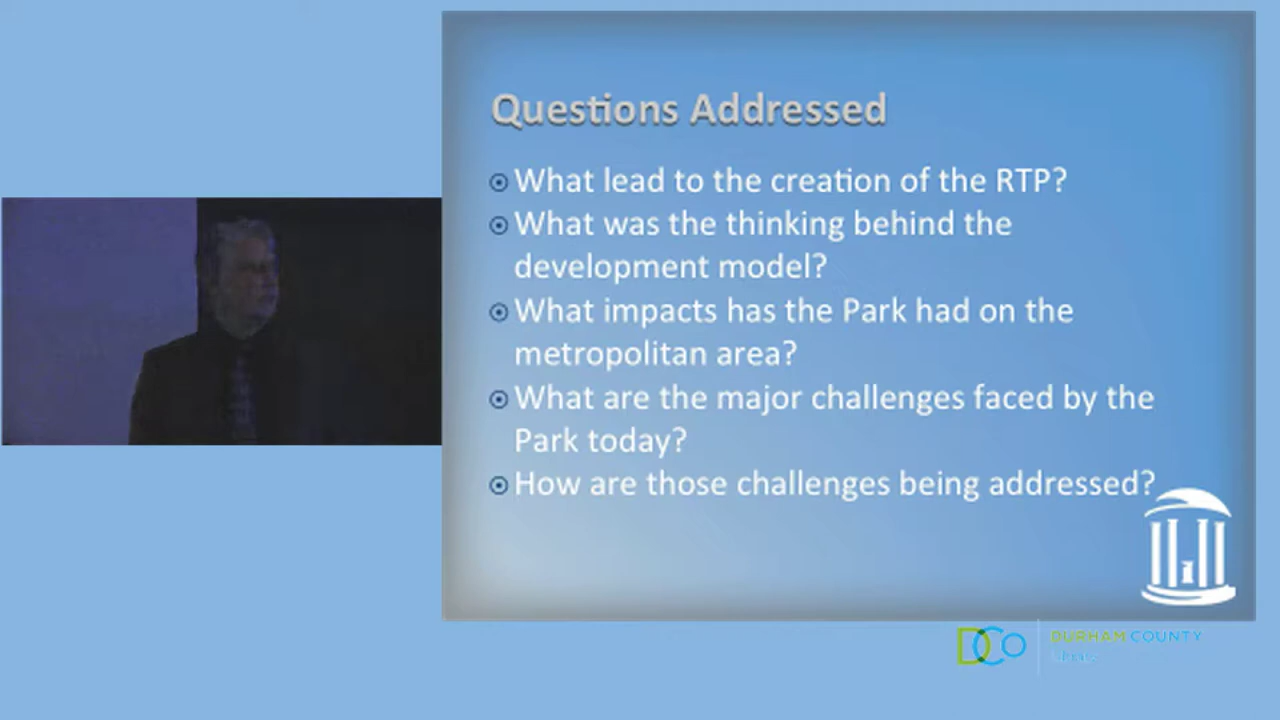 Questions Addressed
What lead to the creation of the RTP?
What was the thinking behind the
development model?
What impacts has the Park had on the
metropolitan area?
What are the major challenges faced by the
Park today?
How are those challenges being addressed?
DCo
DURHAM COUNTY